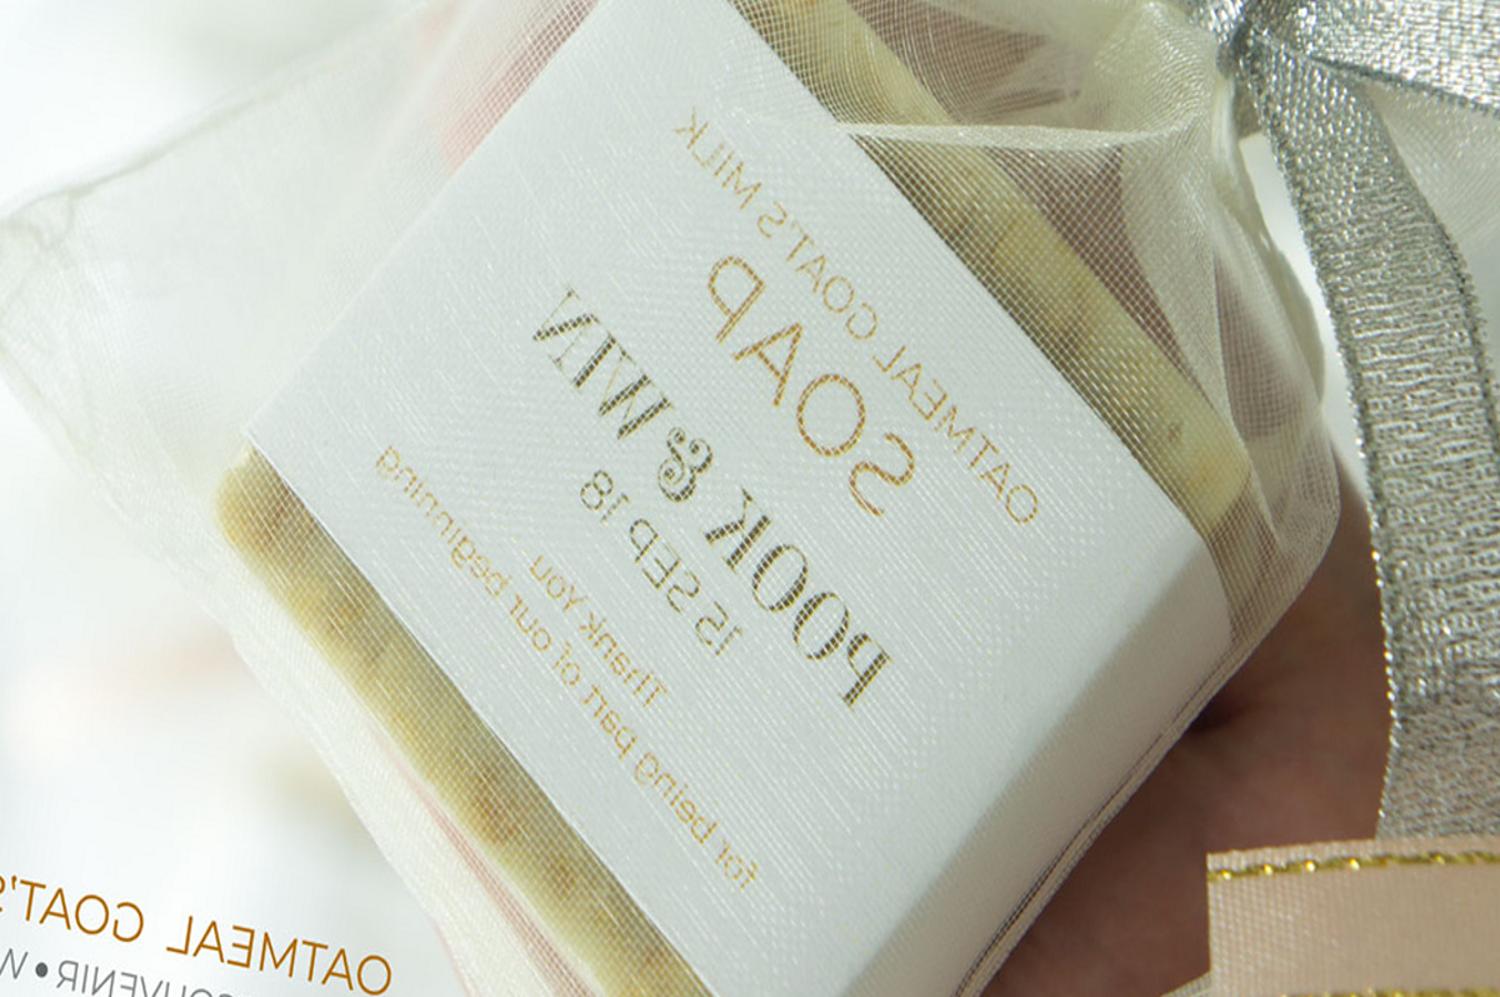 OATMEAL GOAT'S MILK
SOAP
POOK & WIN
15 SEP 18
Thank You
for being part of our beginning
OATMEAL GOAT'S
SOUVENIR • W